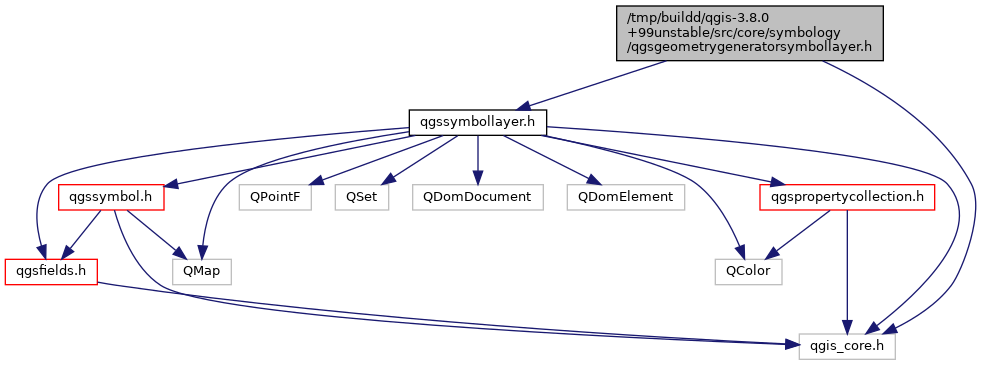 /tmp/buildd/qgis-3.8.0
+99unstable/src/core/symbology
/qgsgeometrygeneratorsymbollayer.h
qgssymbollayer.h
qgssymbol.h
QPointF
QSet
QDomDocument
QDomElement
qgspropertycollection.h
qgsfields.h
QMap
QColor
qgis_core.h